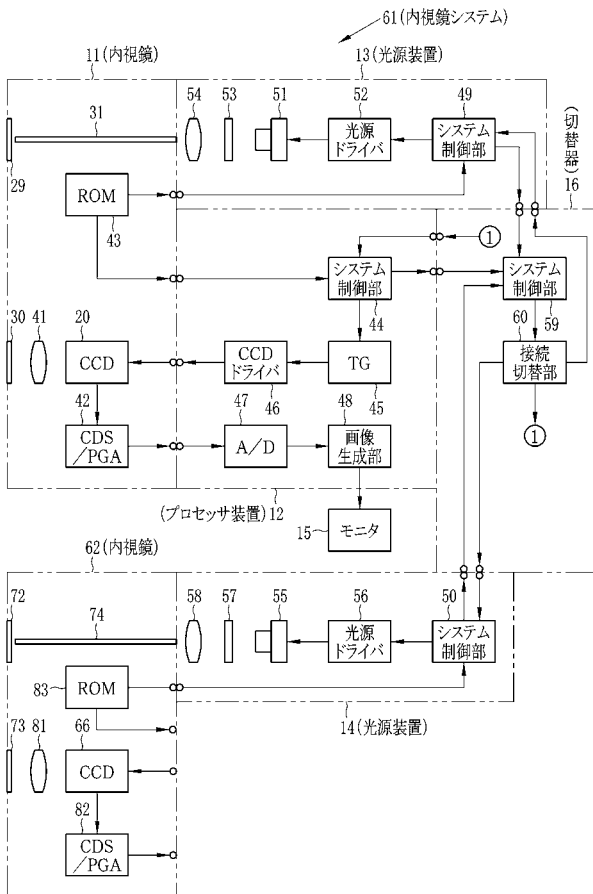 61(内視鏡システム)
11(内視鏡)
13(光源装置)
31
54
53
51
52
49
光源
ドライバ
システム
制御部
(切替器)
16
29
ROM
43
1
システム
制御部
44
システム
制御部
59
30
41
20
CCD
CCD
ドライバ
46
TG
45
60
接続
切替部
1
42
CDS
/PGA
47
A/D
48
画像
生成部
(プロセッサ装置)12
15
モニタ
62(内視鏡)
72
74
58
57
55
56
50
光源
ドライバ
システム
制御部
ROM
83
14(光源装置)
73
81
66
CCD
82
CDS
/PGA